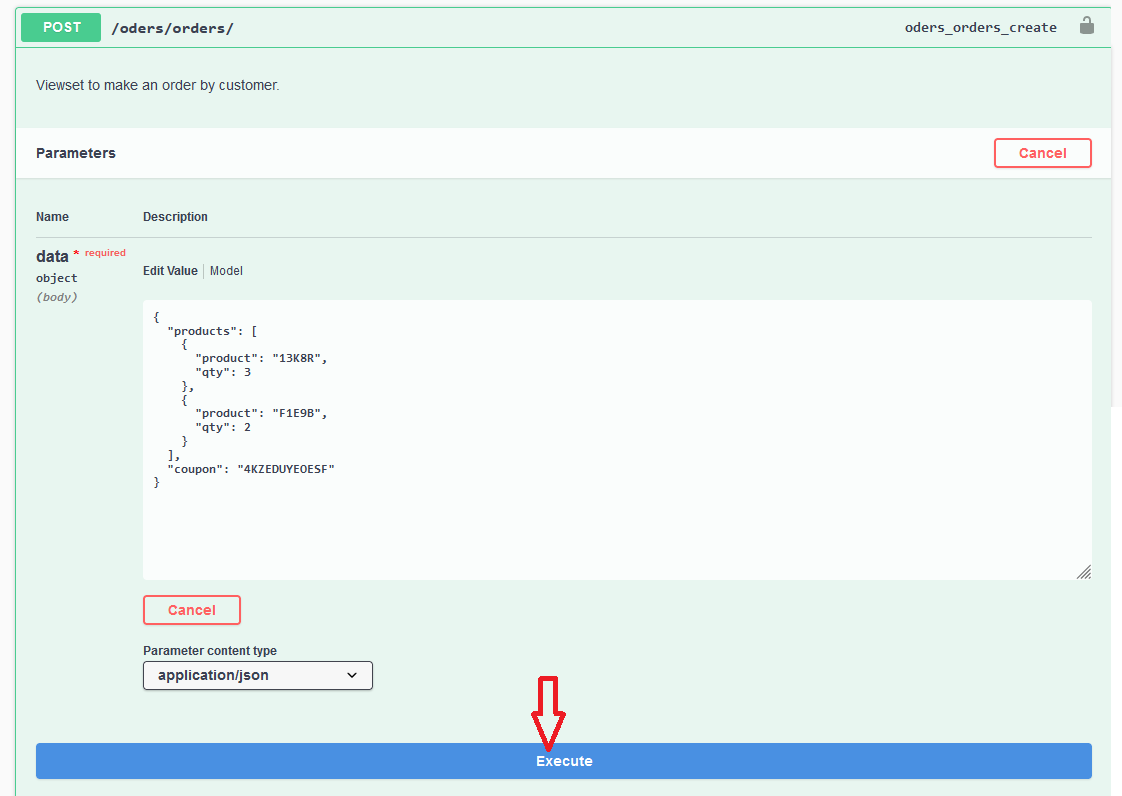 POST /oders/orders/ oders_orders_create
Viewset to make an order by customer.
Parameters Cancel
Name Description
data * required
object
(body)
Edit Value | Model
{
  "products": [
    {
      "product": "13K8R",
      "qty": 3
    },
    {
      "product": "F1E9B",
      "qty": 2
    }
  ],
  "coupon": "4KZEDUYEOESF"
}
Cancel
Parameter content type
application/json
Execute